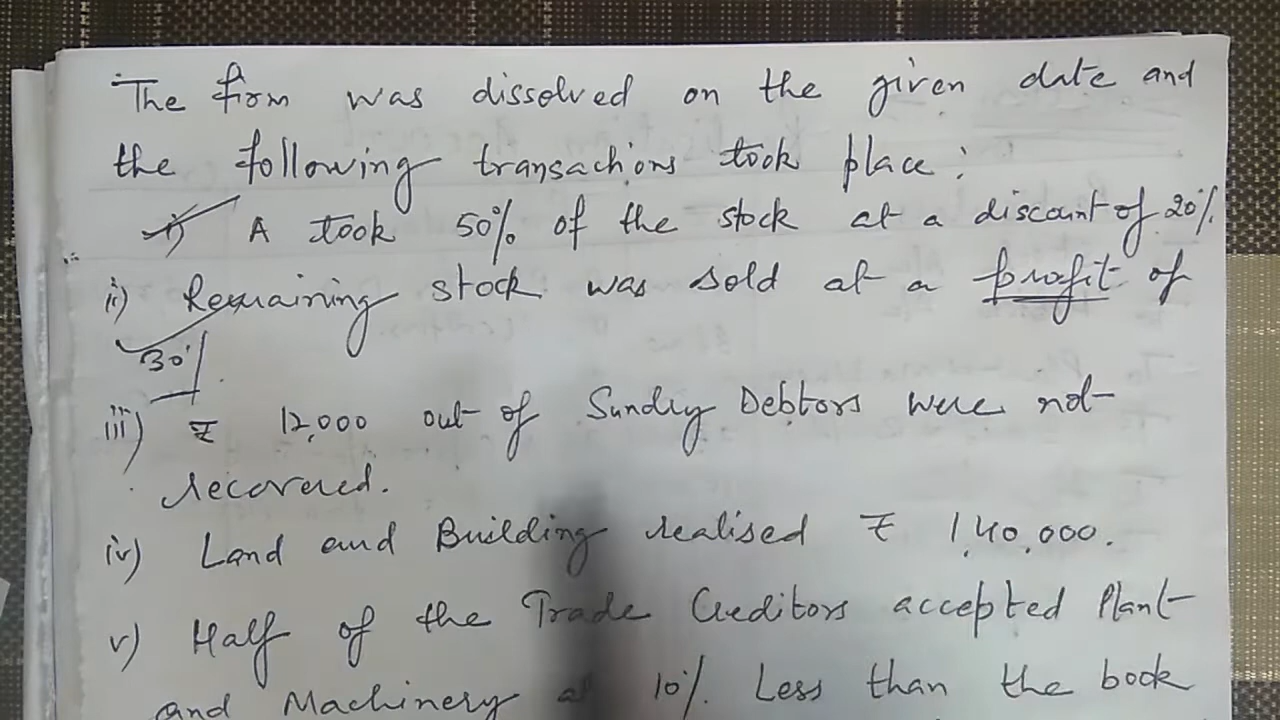 The firm was dissolved on the given date and
the following transactions took place :
i) A took 50% of the stock at a discount of 20%
ii) Remaining stock was sold at a profit of
30%.
iii) ₹ 12,000 out of Sundry Debtors were not
recovered.
iv) Land and Building realised ₹ 1,40,000.
v) Half of the Trade Creditors accepted Plant
and Machinery at 10% Less than the book